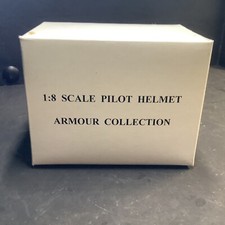 1:8 SCALE PILOT HELMET
ARMOUR COLLECTION